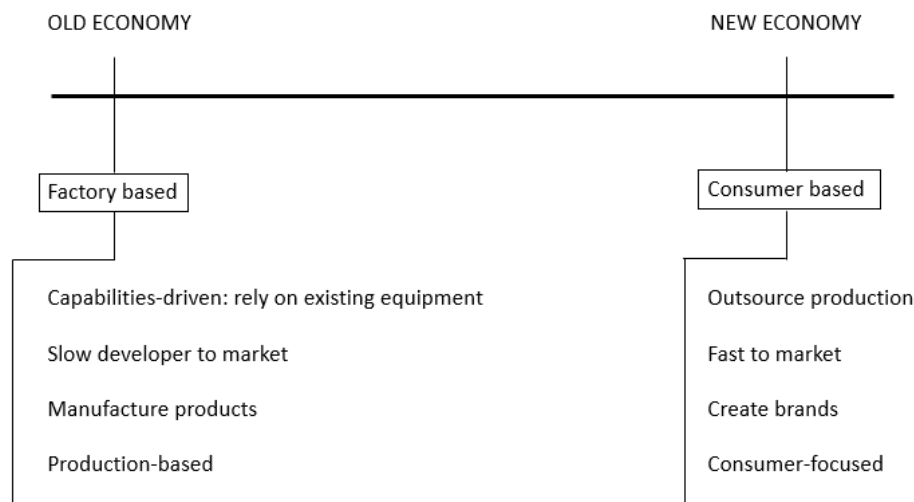 OLD ECONOMY
NEW ECONOMY
Factory based
Consumer based
Capabilities-driven: rely on existing equipment
Slow developer to market
Manufacture products
Production-based
Outsource production
Fast to market
Create brands
Consumer-focused